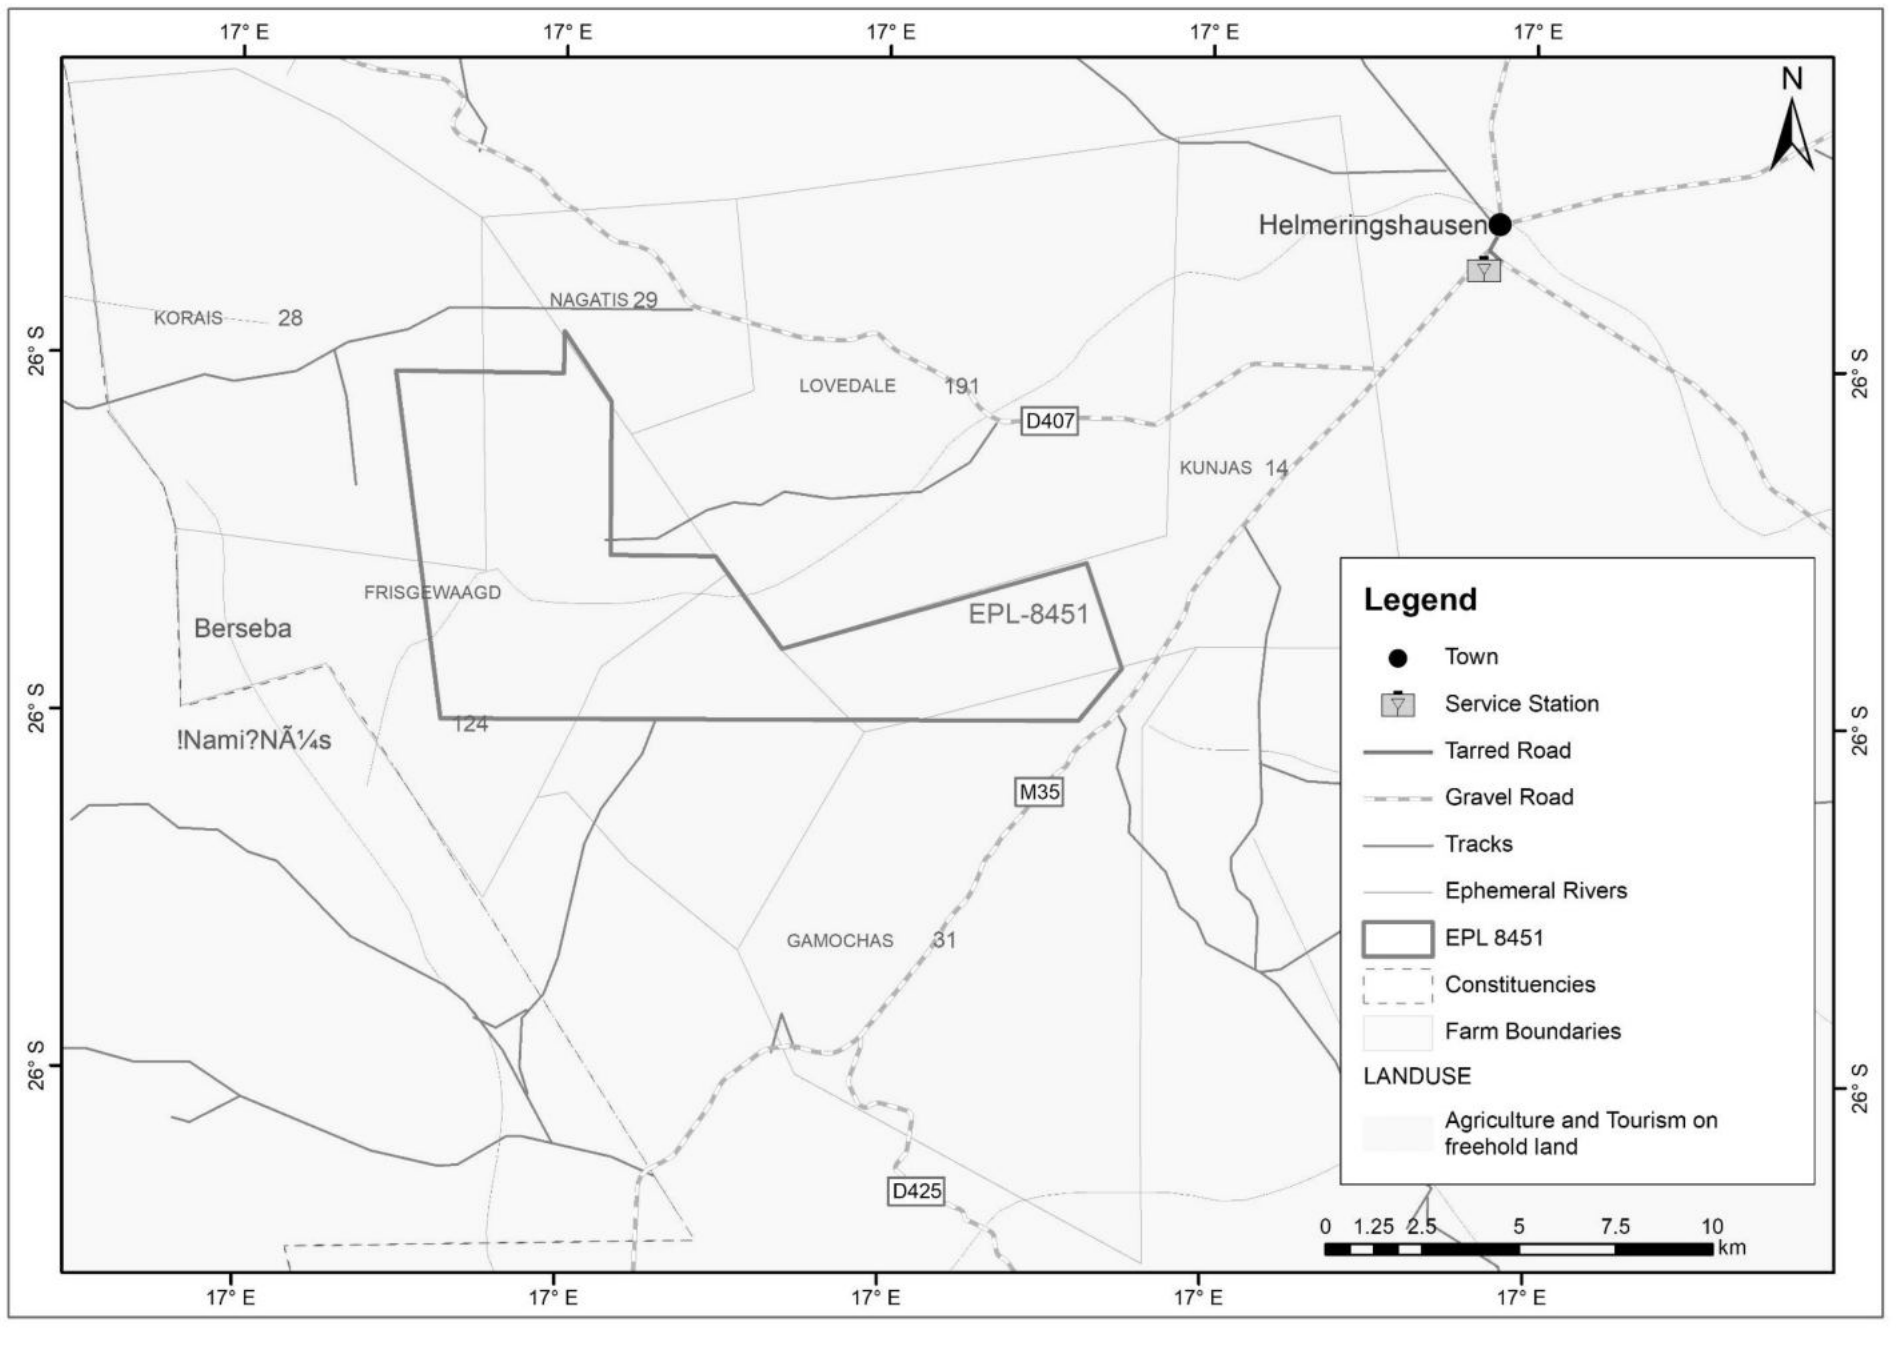 17° E 17° E 17° E 17° E 17° E
N
Helmeringshausen
NAGATIS 29
KORAIS 28
26° S 26° S
LOVEDALE 191
D407
KUNJAS 14
FRISGEWAAGD
EPL-8451
Berseba
124
26° S 26° S
!Nami?NÃ¼s
M35
GAMOCHAS 31
26° S 26° S
D425
Legend
Town
Service Station
Tarred Road
Gravel Road
Tracks
Ephemeral Rivers
EPL 8451
Constituencies
Farm Boundaries
LANDUSE
Agriculture and Tourism on
freehold land
0 1.25 2.5 5 7.5 10
km
17° E 17° E 17° E 17° E 17° E